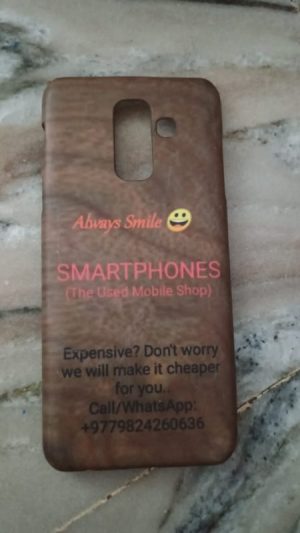 Always Smile 😀
SMARTPHONES
(The Used Mobile Shop)
Expensive? Don't worry
we will make it cheaper
for you..
Call/WhatsApp:
+9779824260636